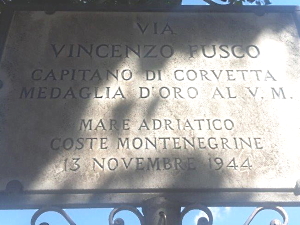 VIA
VINCENZO FUSCO
CAPITANO DI CORVETTA
MEDAGLIA D'ORO AL V. M.
MARE ADRIATICO
COSTE MONTENEGRINE
13 NOVEMBRE 1944